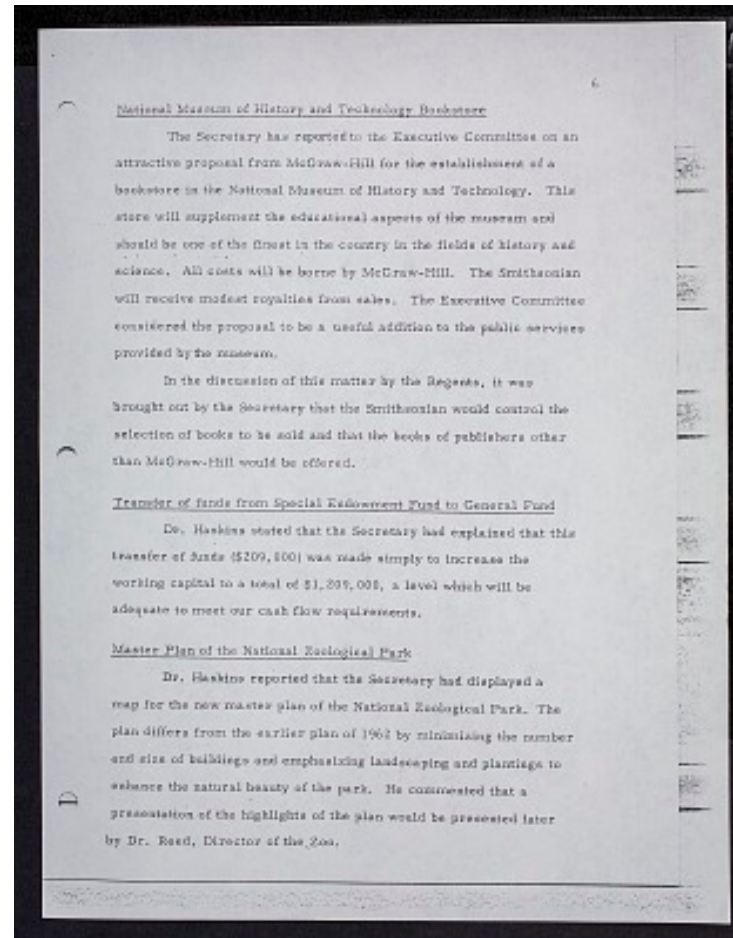 6
National Museum of History and Technology Bookstore
The Secretary has reported to the Executive Committee on an
attractive proposal from McGraw-Hill for the establishment of a
bookstore in the National Museum of History and Technology. This
store will supplement the educational aspects of the museum and
should be one of the finest in the country in the fields of history and
science. All costs will be borne by McGraw-Hill. The Smithsonian
will receive modest royalties from sales. The Executive Committee
considered the proposal to be a useful addition to the public services
provided by the museum.
In the discussion of this matter by the Regents, it was
brought out by the Secretary that the Smithsonian would control the
selection of books to be sold and that the books of publishers other
than McGraw-Hill would be offered.
Transfer of funds from Special Endowment Fund to General Fund
Dr. Haskins stated that the Secretary had explained that this
transfer of funds ($209,000) was made simply to increase the
working capital to a total of $1,209,000, a level which will be
adequate to meet our cash flow requirements.
Master Plan of the National Zoological Park
Dr. Haskins reported that the Secretary had displayed a
map for the new master plan of the National Zoological Park. The
plan differs from the earlier plan of 1962 by minimizing the number
and size of buildings and emphasizing landscaping and plantings to
enhance the natural beauty of the park. He commented that a
presentation of the highlights of the plan would be presented later
by Dr. Reed, Director of the Zoo.